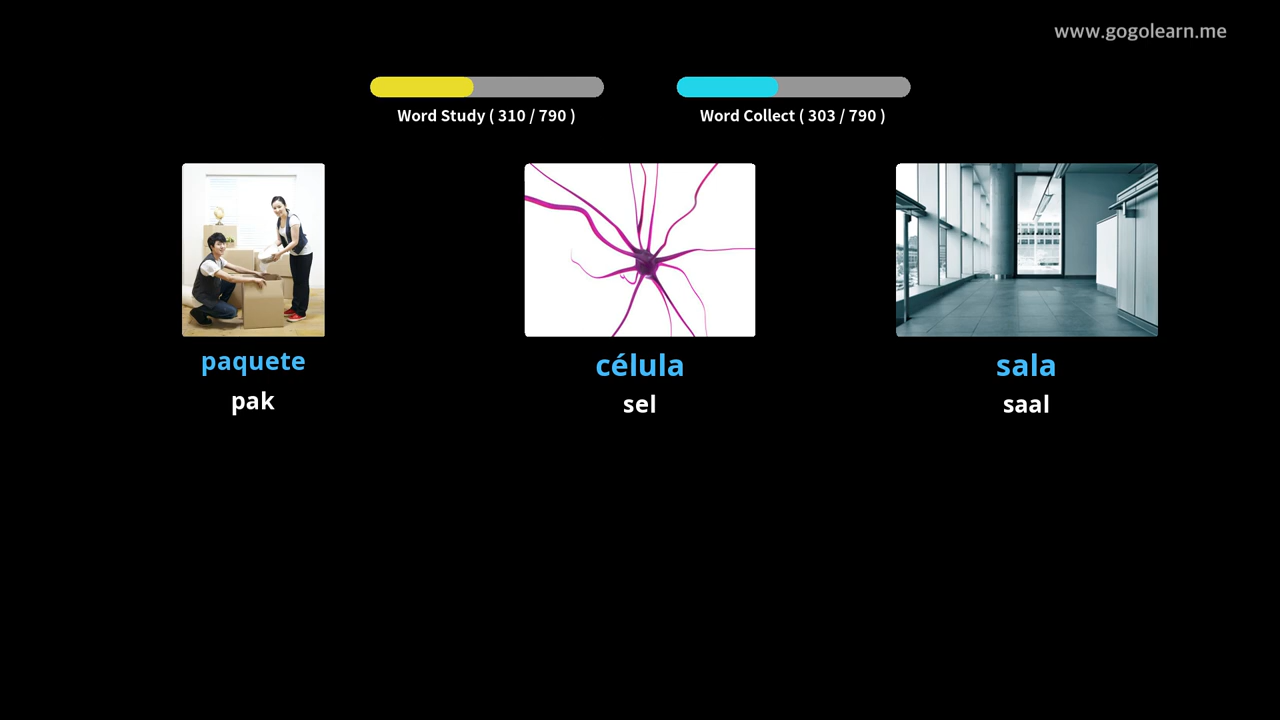 www.gogolearn.me
Word Study ( 310 / 790 )
Word Collect ( 303 / 790 )
paquete
pak
célula
sel
sala
saal